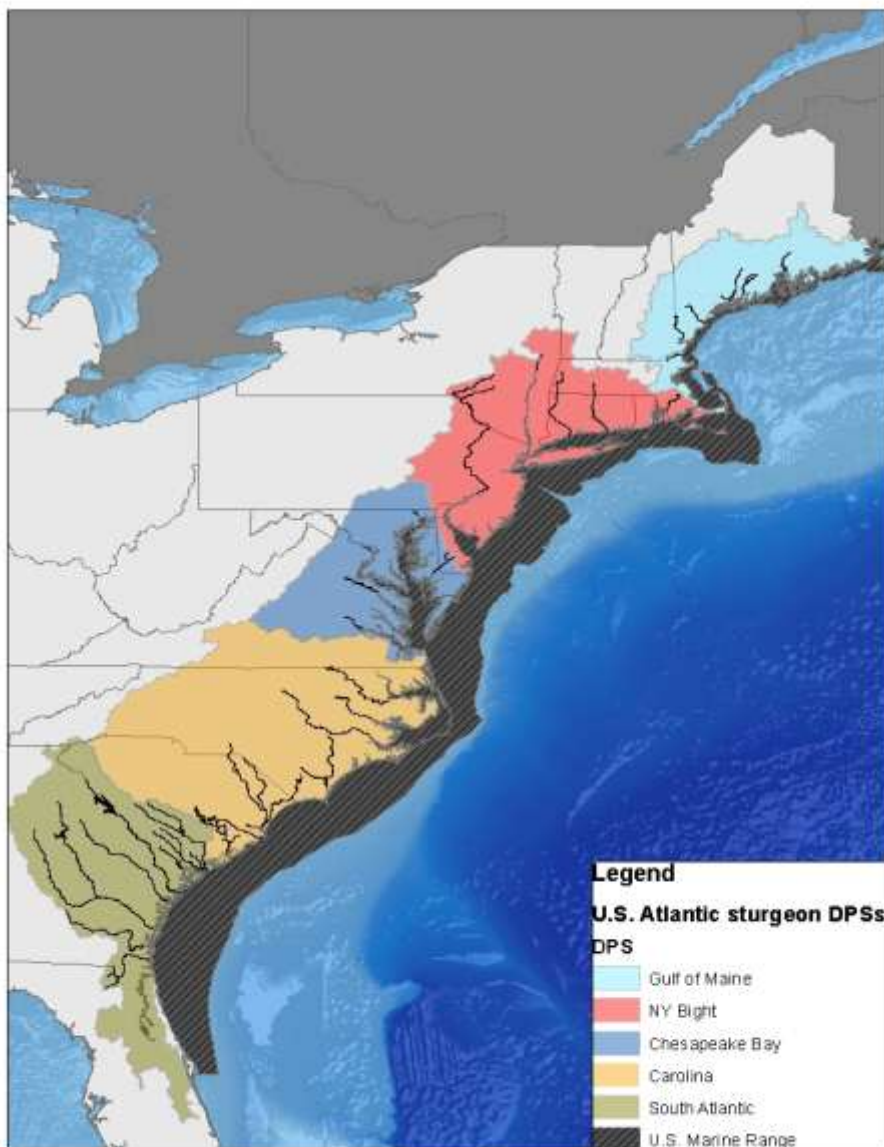 Legend
U.S. Atlantic sturgeon DPSs
DPS
Gulf of Maine
NY Bight
Chesapeake Bay
Carolina
South Atlantic
U.S. Marine Range